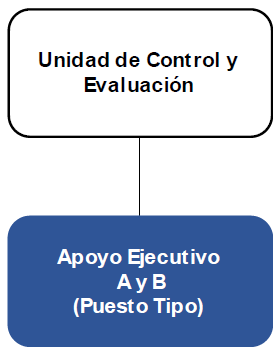 Unidad de Control y
Evaluación
Apoyo Ejecutivo
A y B
(Puesto Tipo)